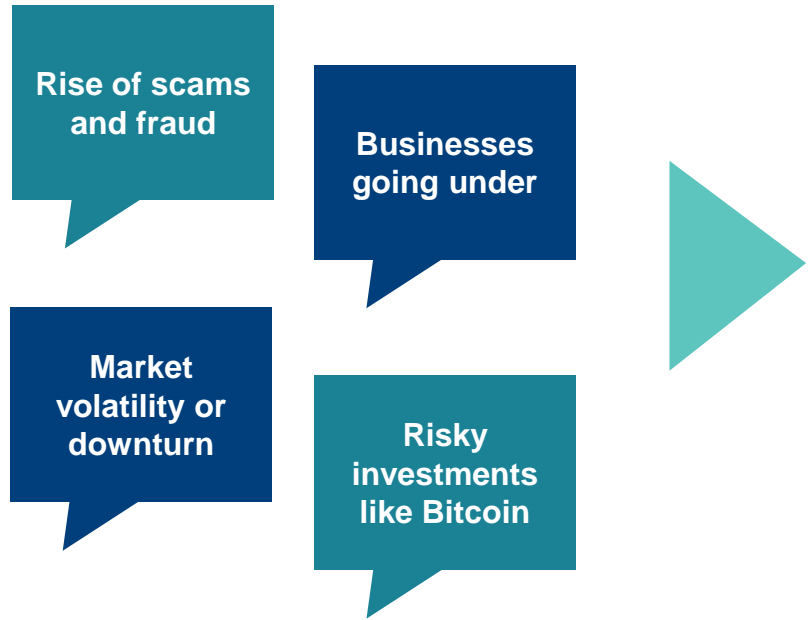 Rise of scams
and fraud
Businesses
going under
Market
volatility or
downturn
Risky
investments
like Bitcoin